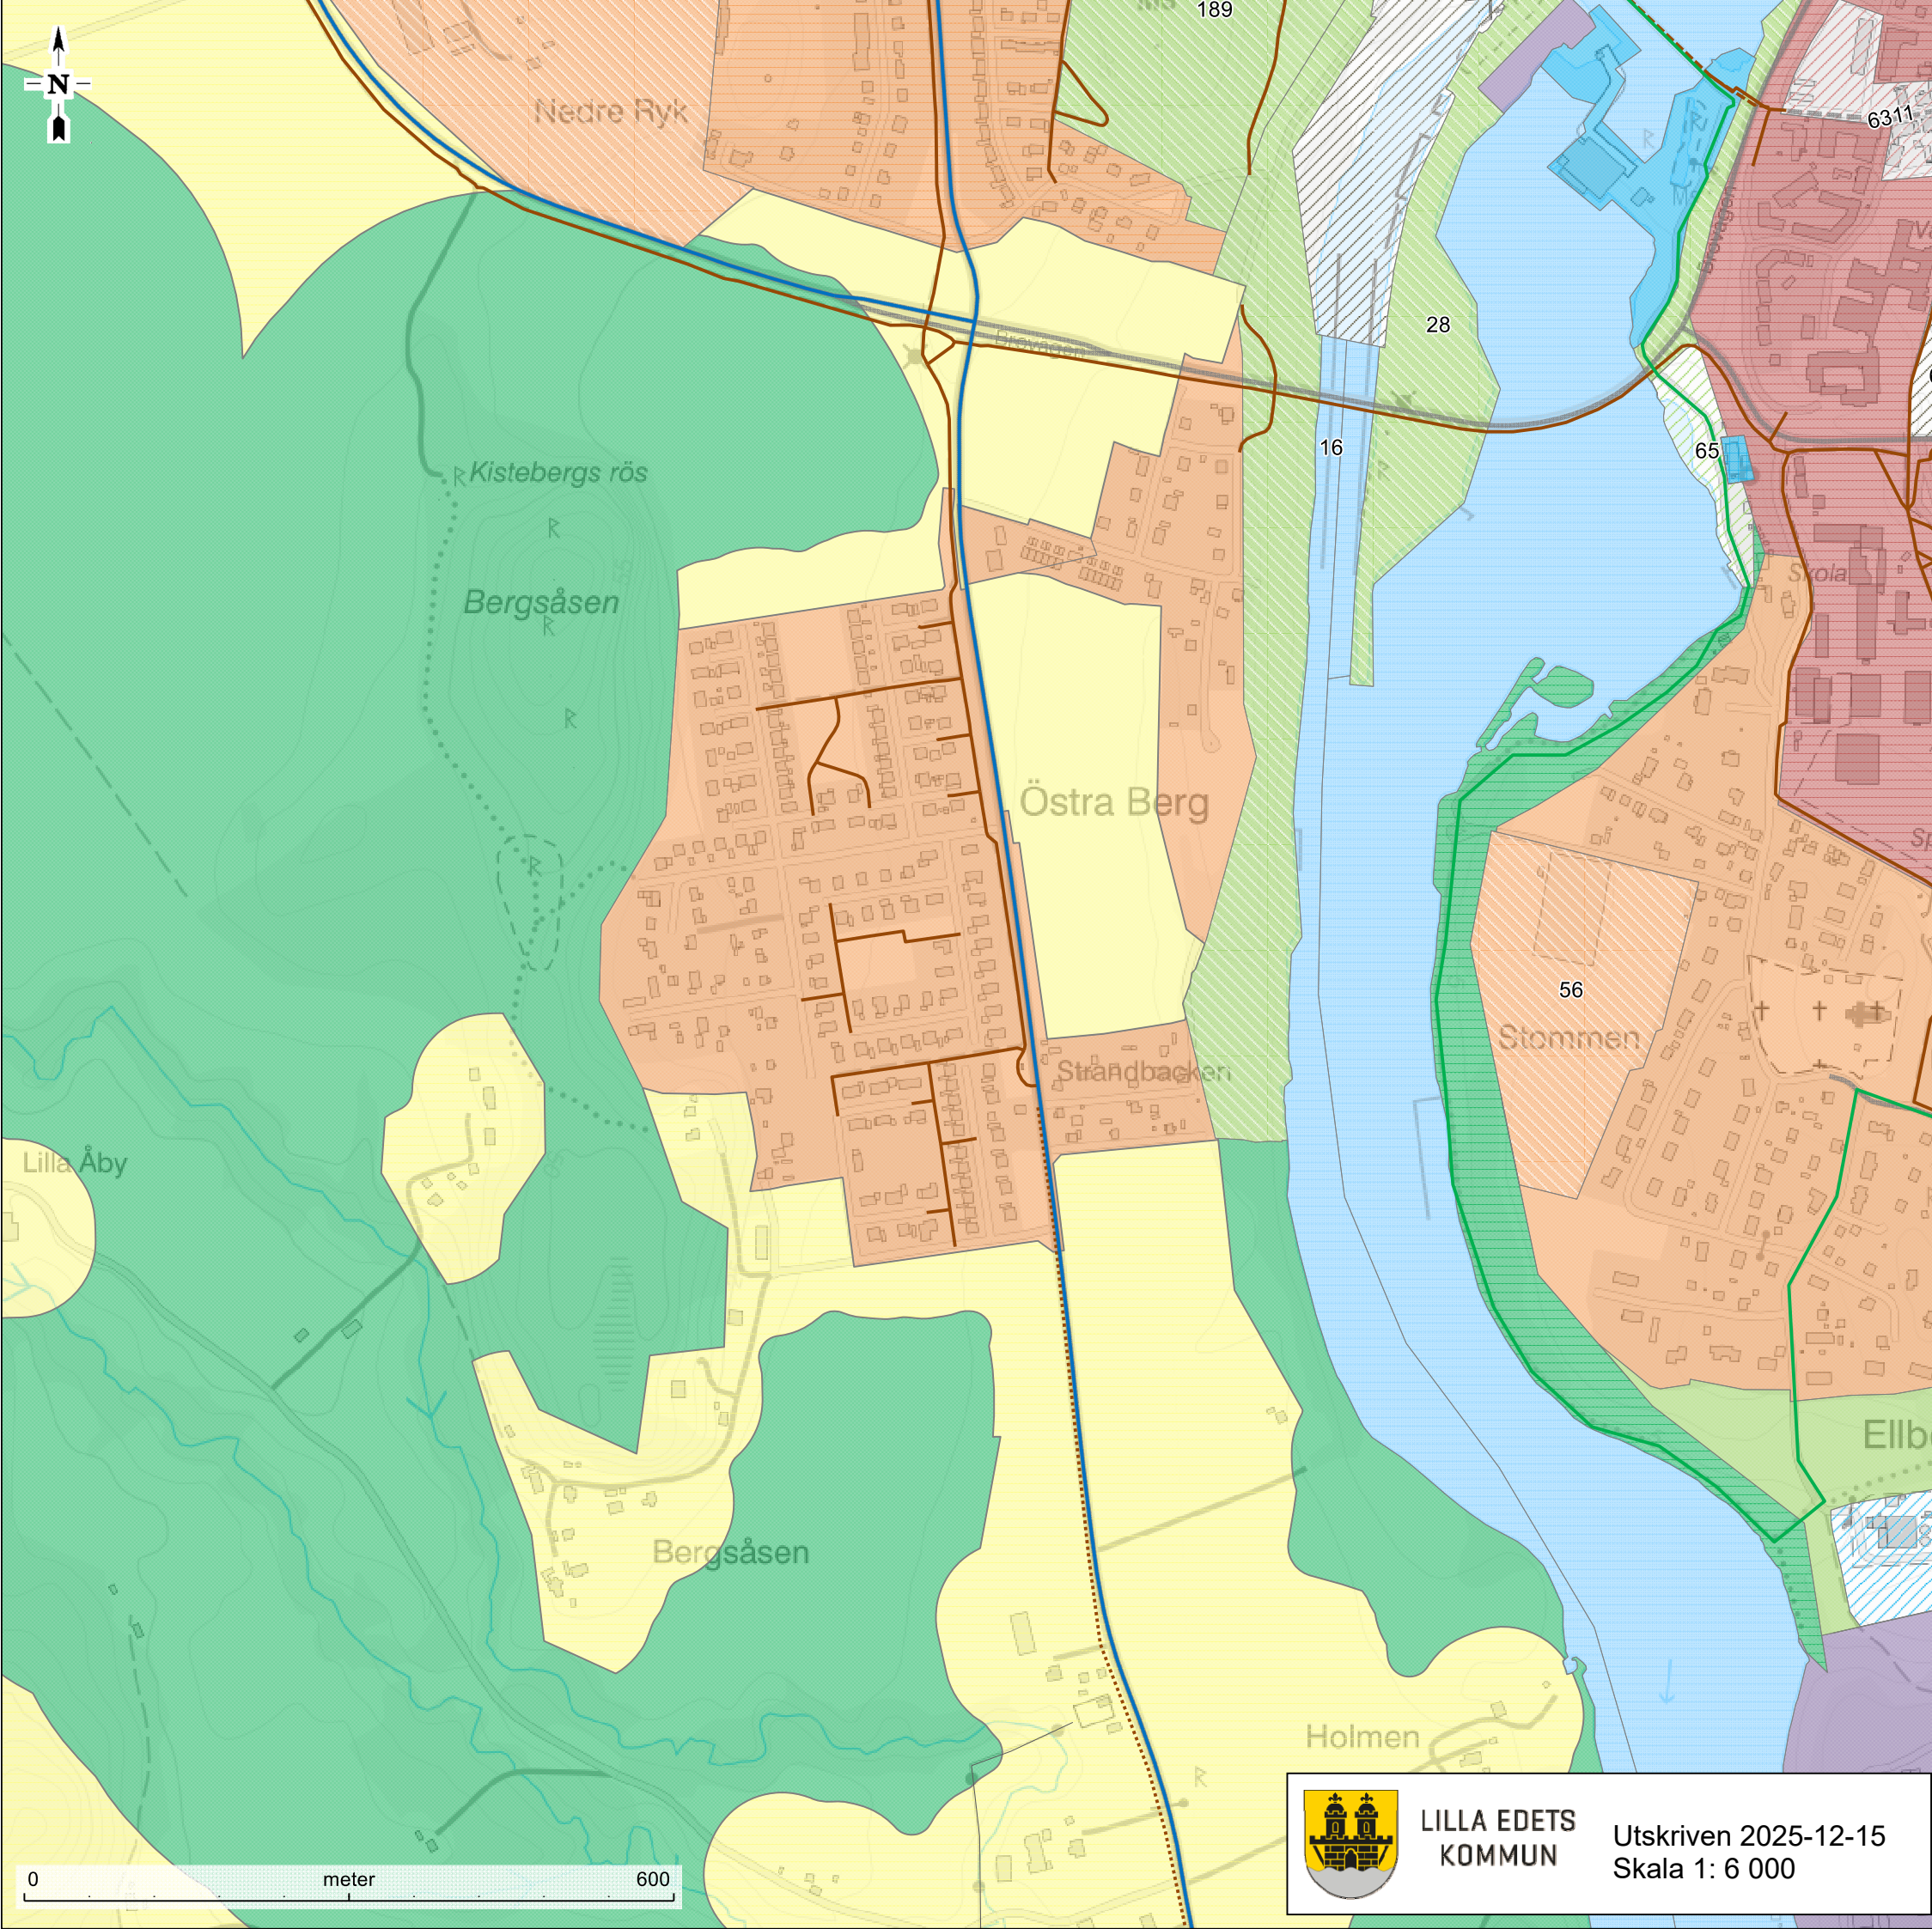 189
N
Nedre Ryk
6311
Brovägen
28
Brovägen
16
65
Kistebergs rös
Skola
Bergsåsen
Östra Berg
56
Stommen
Strandbacken
Lilla Åby
Ellb
Bergsåsen
Holmen
LILLA EDETS
KOMMUN
Utskriven 2025-12-15
Skala 1: 6 000
0 meter 600